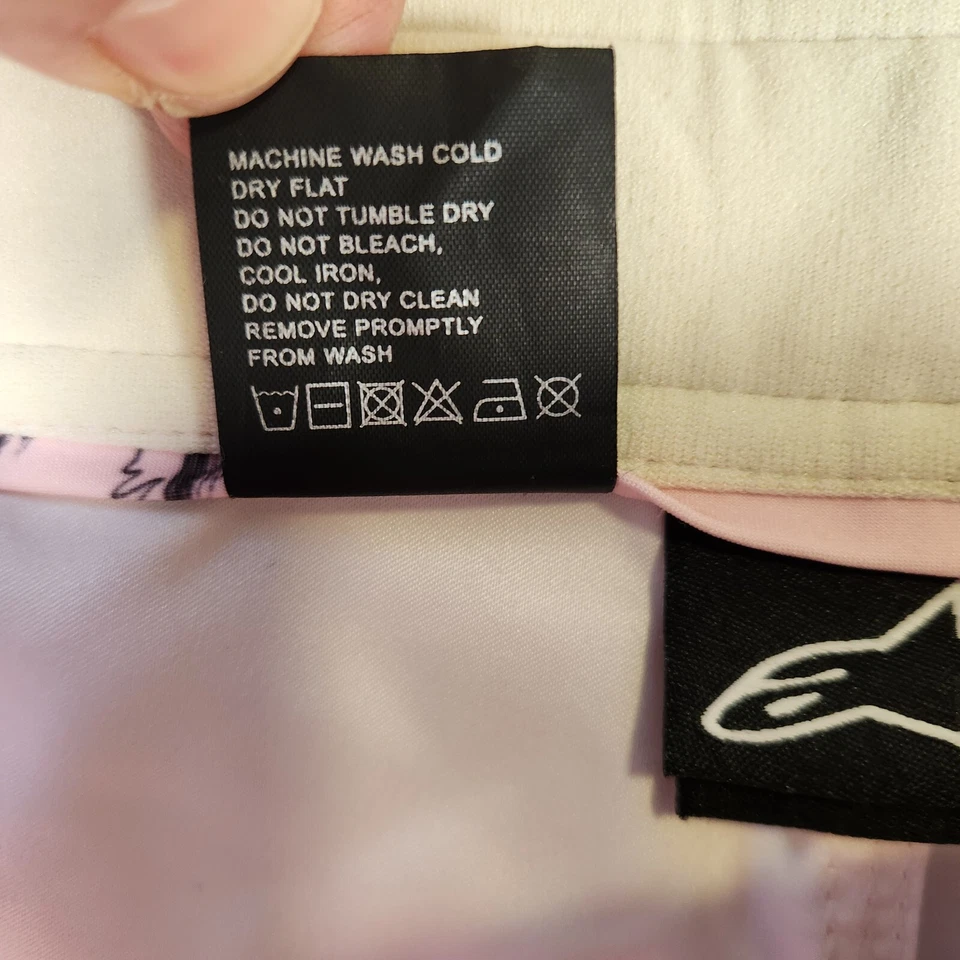 MACHINE WASH COLD
DRY FLAT
DO NOT TUMBLE DRY
DO NOT BLEACH,
COOL IRON,
DO NOT DRY CLEAN
REMOVE PROMPTLY
FROM WASH